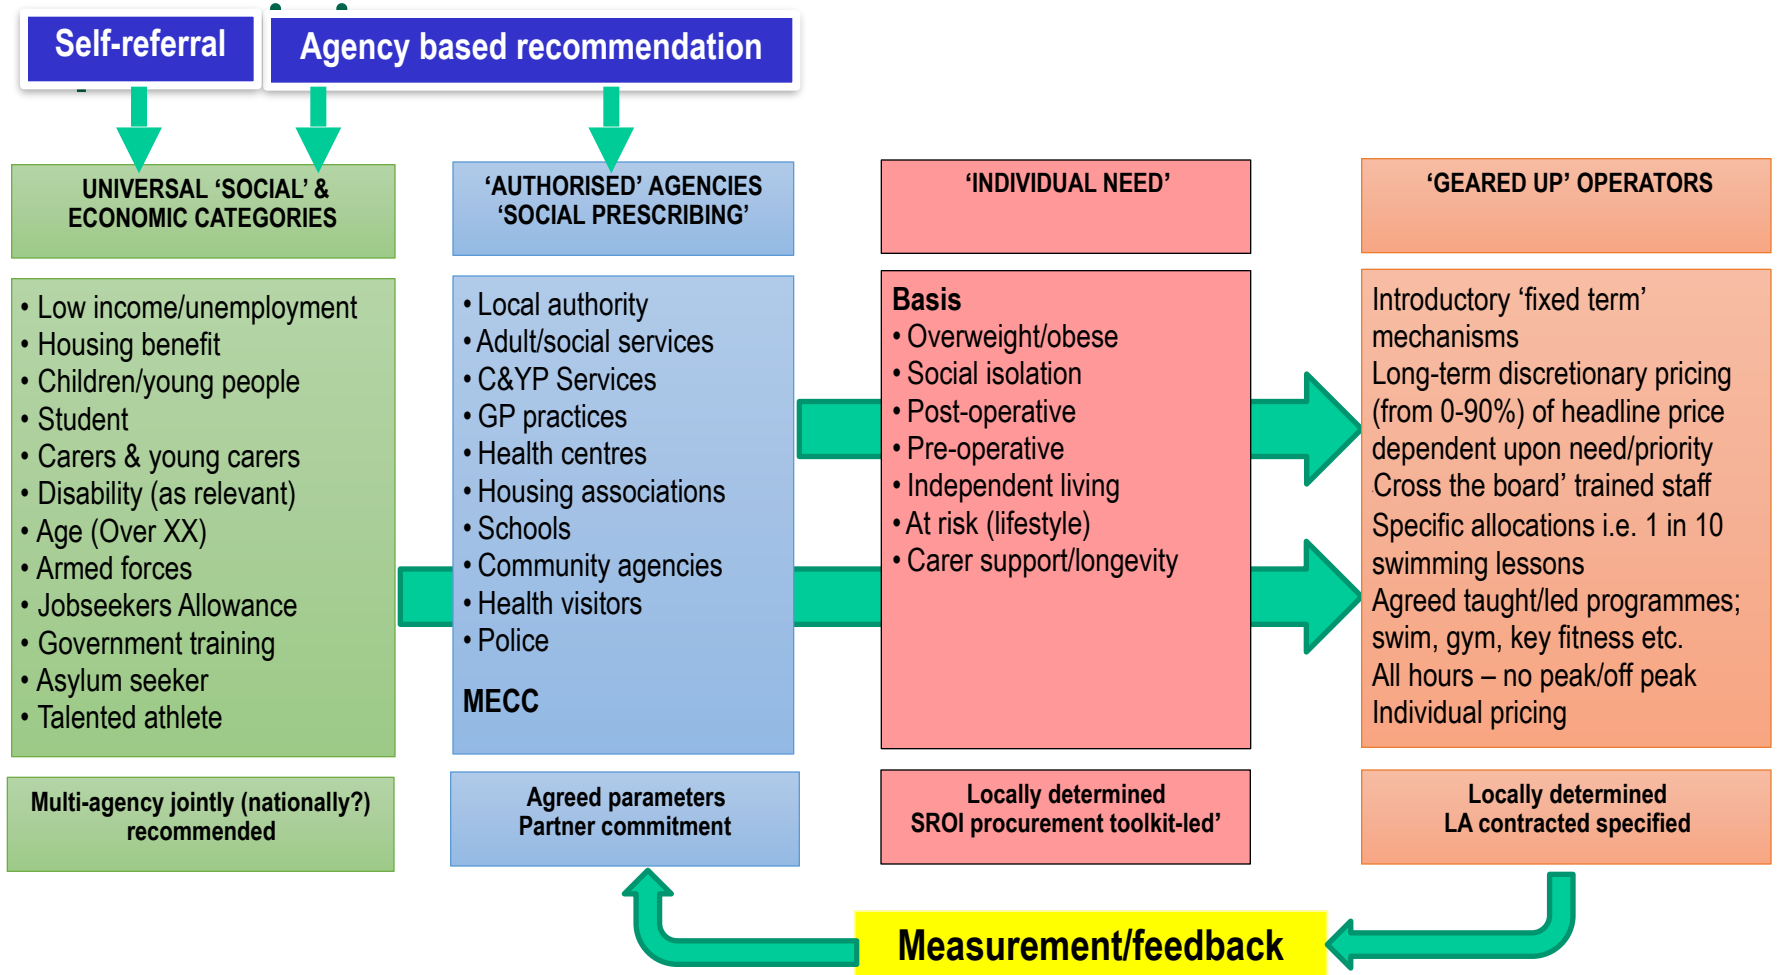 Self-referral
Agency based recommendation
UNIVERSAL ‘SOCIAL’ &
ECONOMIC CATEGORIES
• Low income/unemployment
• Housing benefit
• Children/young people
• Student
• Carers & young carers
• Disability (as relevant)
• Age (Over XX)
• Armed forces
• Jobseekers Allowance
• Government training
• Asylum seeker
• Talented athlete
Multi-agency jointly (nationally?)
recommended
‘AUTHORISED’ AGENCIES
‘SOCIAL PRESCRIBING’
• Local authority
• Adult/social services
• C&YP Services
• GP practices
• Health centres
• Housing associations
• Schools
• Community agencies
• Health visitors
• Police
MECC
Agreed parameters
Partner commitment
‘INDIVIDUAL NEED’
Basis
• Overweight/obese
• Social isolation
• Post-operative
• Pre-operative
• Independent living
• At risk (lifestyle)
• Carer support/longevity
Locally determined
SROI procurement toolkit-led’
‘GEARED UP’ OPERATORS
Introductory ‘fixed term’
mechanisms
Long-term discretionary pricing
(from 0-90%) of headline price
dependent upon need/priority
Cross the board’ trained staff
Specific allocations i.e. 1 in 10
swimming lessons
Agreed taught/led programmes;
swim, gym, key fitness etc.
All hours – no peak/off peak
Individual pricing
Locally determined
LA contracted specified
Measurement/feedback